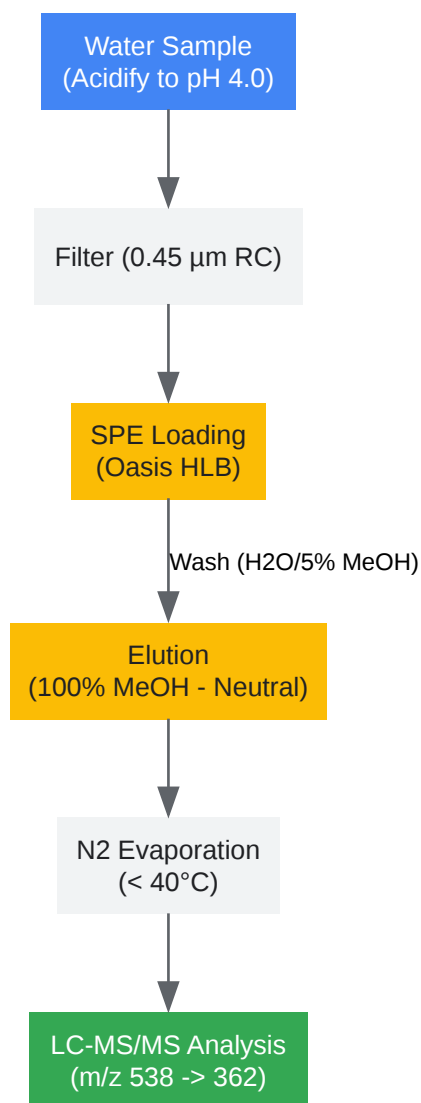 Water Sample
(Acidify to pH 4.0)
Filter (0.45 µm RC)
SPE Loading
(Oasis HLB)
Wash (H2O/5% MeOH)
Elution
(100% MeOH - Neutral)
N2 Evaporation
(< 40°C)
LC-MS/MS Analysis
(m/z 538 -> 362)